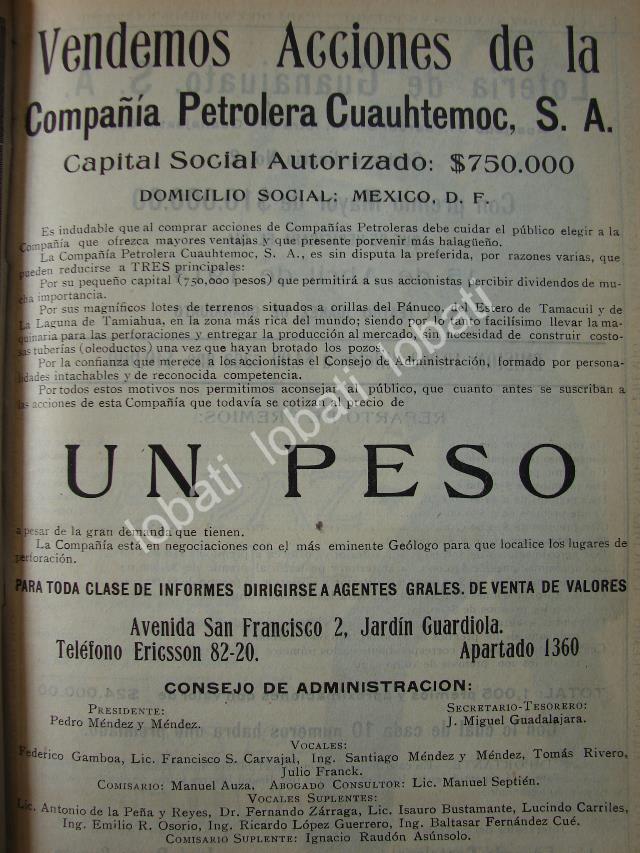 Vendemos Acciones de la
Compañía Petrolera Cuauhtemoc, S. A.
Capital Social Autorizado: $750.000
DOMICILIO SOCIAL: MEXICO, D. F.
Es indudable que al comprar acciones de Compañías Petroleras debe cuidar el público elegir a la
Compañía que ofrezca mayores ventajas y que presente porvenir más halagüeño.
La Compañía Petrolera Cuauhtemoc, S. A., es sin disputa la preferida, por razones varias, que
pueden reducirse a TRES principales:
Por su pequeño capital (750,000 pesos) que permitirá a sus accionistas percibir dividendos de mu-
cha importancia.
Por sus magníficos lotes de terrenos situados a orillas del Pánuco, del Estero de Tamacuil y de
La Laguna de Tamiahua, en la zona más rica del mundo; siendo por lo tanto facilísimo llevar la ma-
quinaria para las perforaciones y entregar la producción al mercado, sin necesidad de construir costo-
sas tuberías (oleoductos) una vez que hayan brotado los pozos.
Por la confianza que merece a los accionistas el Consejo de Administración, formado por persona-
lidades intachables y de reconocida competencia.
Por todos estos motivos nos permitimos aconsejar al público, que cuanto antes se suscriban a
las acciones de esta Compañía que todavía se cotizan al precio de
UN PESO
a pesar de la gran demanda que tienen.
La Compañía está en negociaciones con el más eminente Geólogo para que localice los lugares de
perforación.
PARA TODA CLASE DE INFORMES DIRIGIRSE A AGENTES GRALES. DE VENTA DE VALORES
Avenida San Francisco 2, Jardín Guardiola.
Teléfono Ericsson 82-20. Apartado 1360
CONSEJO DE ADMINISTRACION:
PRESIDENTE: SECRETARIO-TESORERO:
Pedro Méndez y Méndez. J. Miguel Guadalajara.
VOCALES:
Federico Gamboa, Lic. Francisco S. Carvajal, Ing. Santiago Méndez y Méndez, Tomás Rivero,
Julio Franck.
COMISARIO: Manuel Auza, ABOGADO CONSULTOR: Lic. Manuel Septién.
VOCALES SUPLENTES:
Lic. Antonio de la Peña y Reyes, Dr. Fernando Zárraga, Lic. Isauro Bustamante, Lucindo Carriles,
Ing. Emilio R. Osorio, Ing. Ricardo López Guerrero, Ing. Baltasar Fernández Cué.
COMISARIO SUPLENTE: Ignacio Raudón Asúnsolo.
lobati lobati lobati